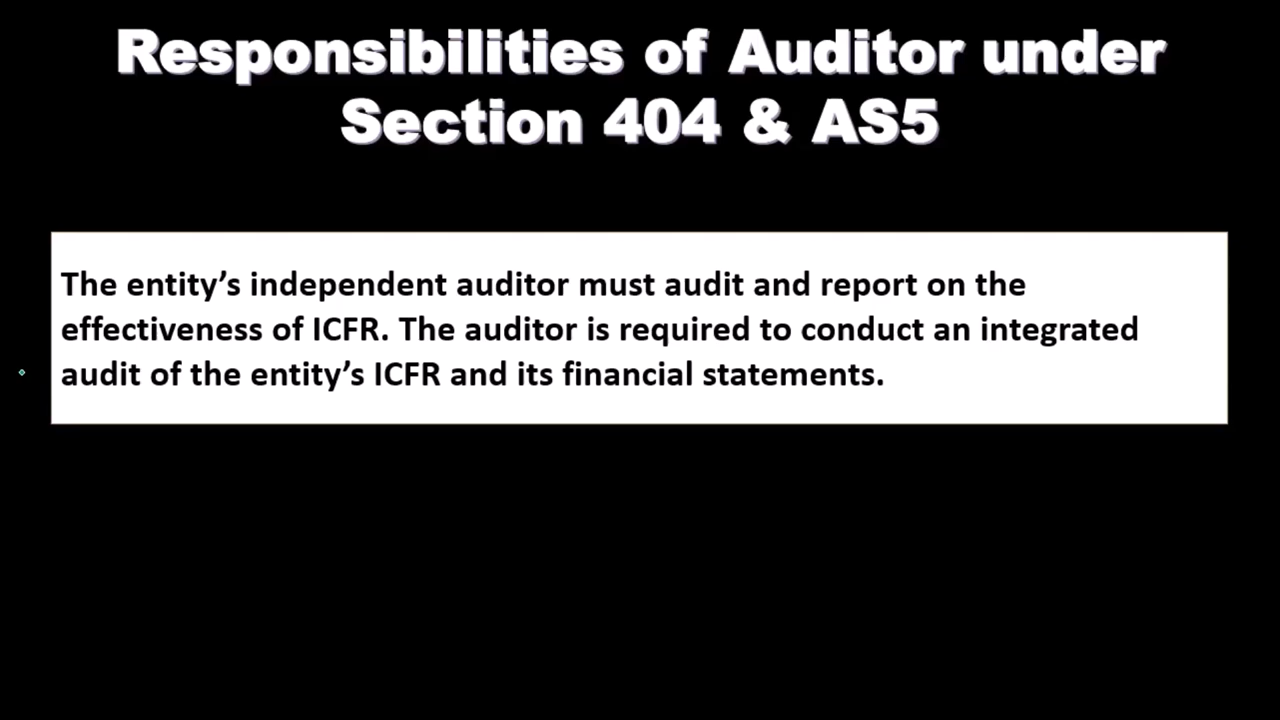 Responsibilities of Auditor under
Section 404 & AS5
The entity’s independent auditor must audit and report on the
effectiveness of ICFR. The auditor is required to conduct an integrated
audit of the entity’s ICFR and its financial statements.